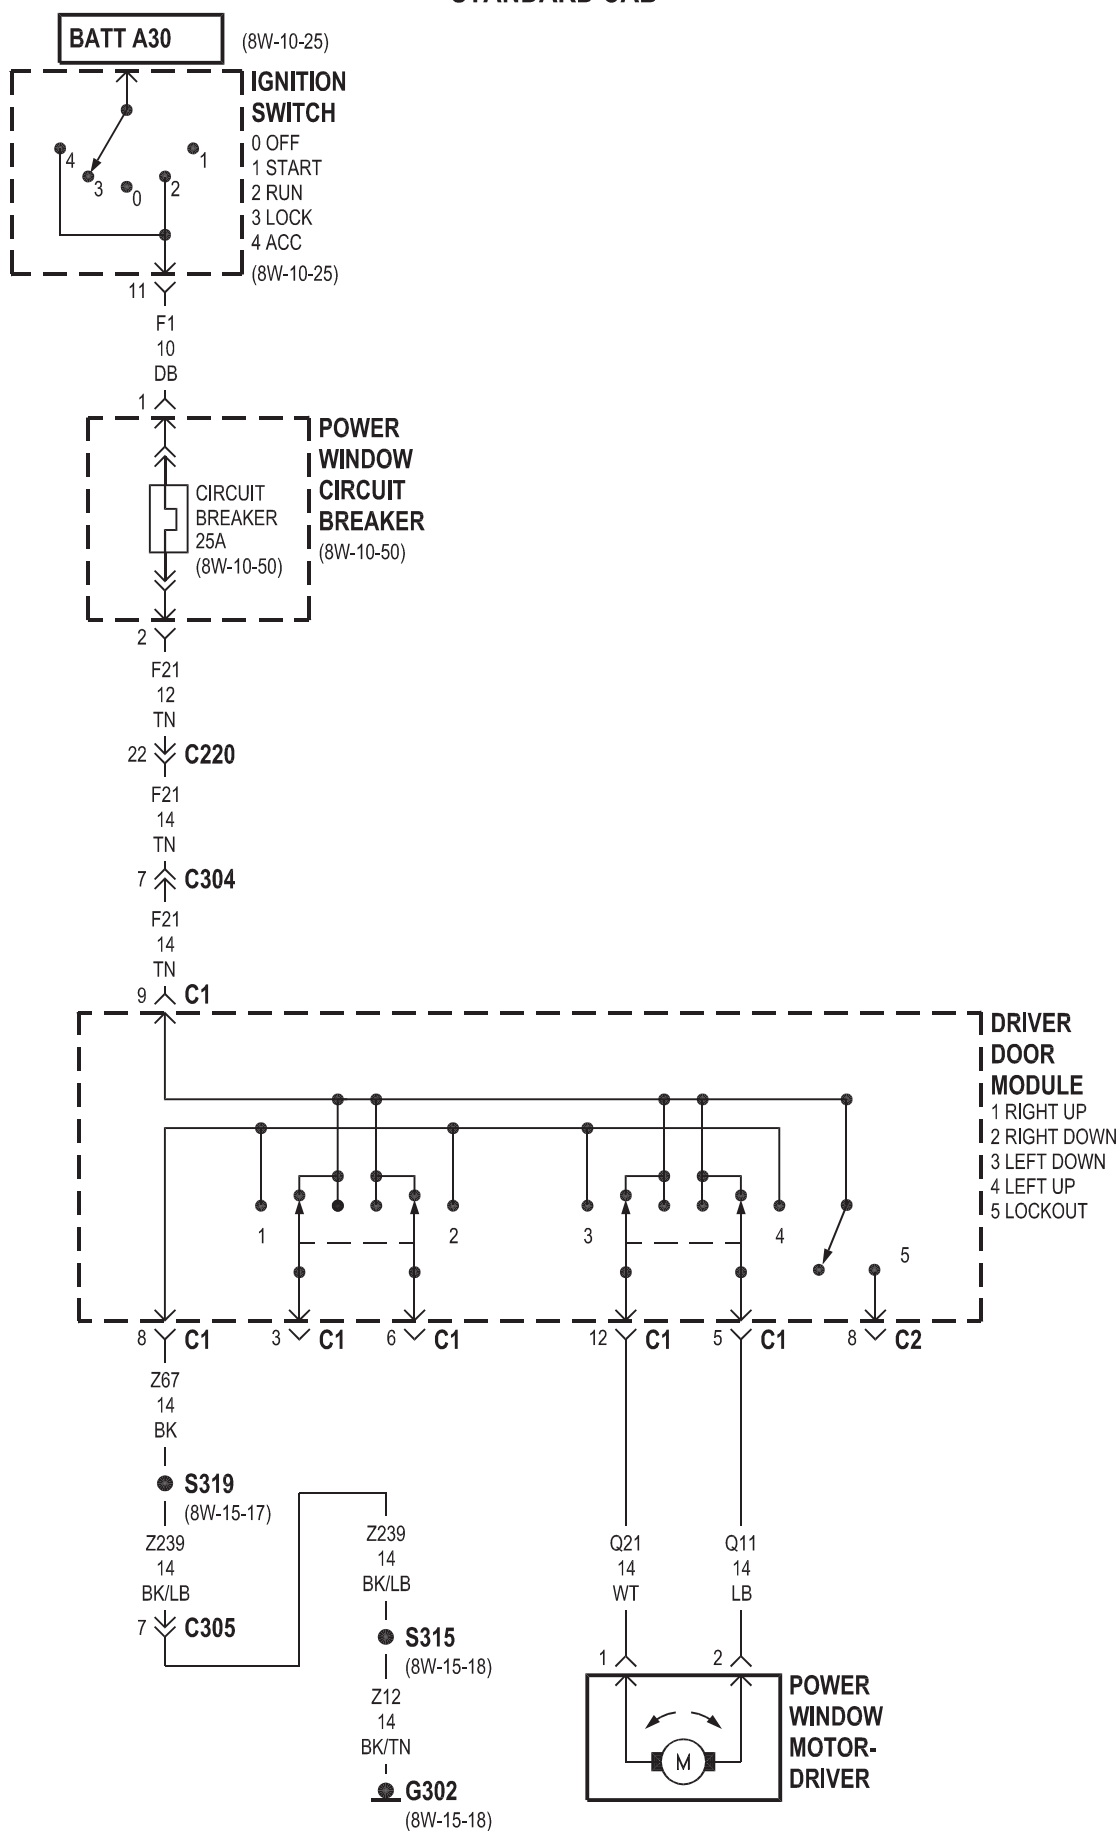 STANDARD CAB
BATT A30
(8W-10-25)
IGNITION
SWITCH
0 OFF
1 START
2 RUN
3 LOCK
4 ACC
(8W-10-25)
4
3
0
2
1
11
F1
10
DB
1
POWER
WINDOW
CIRCUIT
BREAKER
(8W-10-50)
CIRCUIT
BREAKER
25A
(8W-10-50)
2
F21
12
TN
22 C220
F21
14
TN
7 C304
F21
14
TN
9 C1
DRIVER
DOOR
MODULE
1 RIGHT UP
2 RIGHT DOWN
3 LEFT DOWN
4 LEFT UP
5 LOCKOUT
1
2
3
4
5
8 C1
3 C1
6 C1
12 C1
5 C1
8 C2
Z67
14
BK
S319
(8W-15-17)
Z239
14
BK/LB
7 C305
Z239
14
BK/LB
S315
(8W-15-18)
Z12
14
BK/TN
G302
(8W-15-18)
Q21
14
WT
1
Q11
14
LB
2
M
POWER
WINDOW
MOTOR-
DRIVER